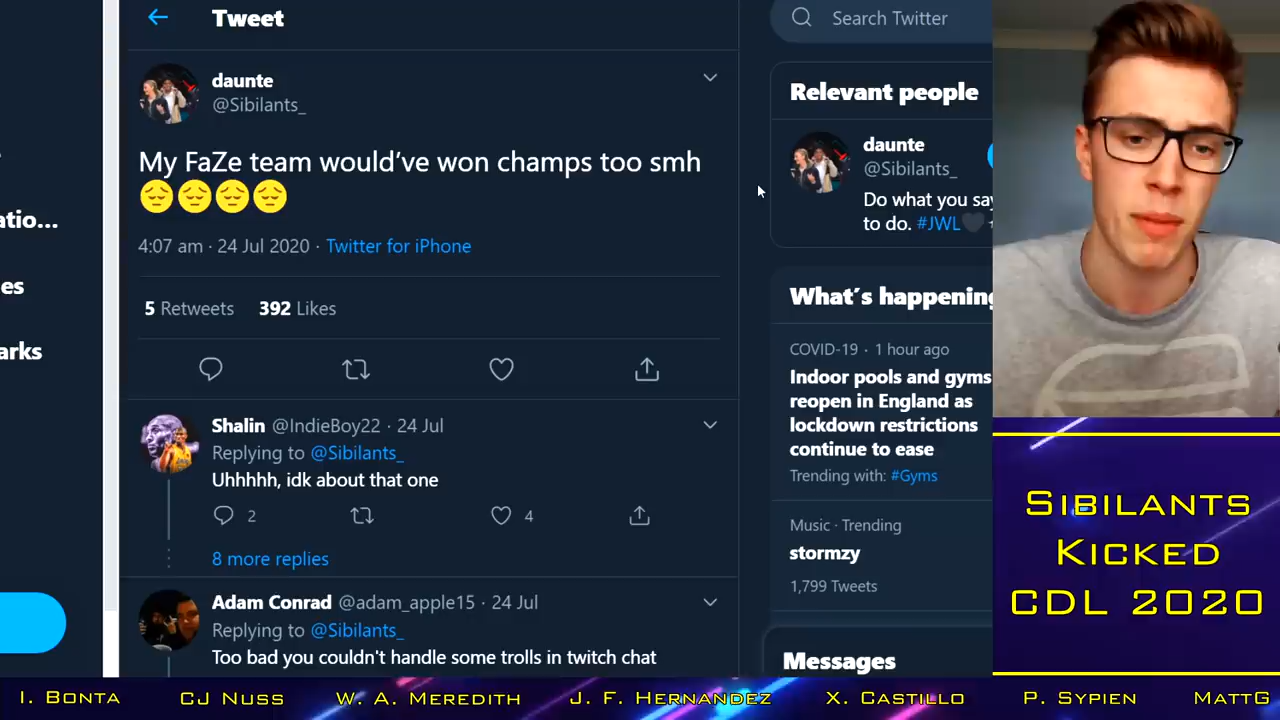 atio...
es
arks
Tweet
daunte
@Sibilants_
My FaZe team would've won champs too smh
😔😔😔😔
4:07 am · 24 Jul 2020 · Twitter for iPhone
5 Retweets 392 Likes
Shalin @IndieBoy22 · 24 Jul
Replying to @Sibilants_
Uhhhhh, idk about that one
2
4
8 more replies
Adam Conrad @adam_apple15 · 24 Jul
Replying to @Sibilants_
Too bad you couldn't handle some trolls in twitch chat
Search Twitter
Relevant people
daunte
@Sibilants_
Do what you say
to do. #JWL🖤
What's happening
COVID-19 · 1 hour ago
Indoor pools and gyms
reopen in England as
lockdown restrictions
continue to ease
Trending with: #Gyms
Music · Trending
stormzy
1,799 Tweets
Messages
Sibilants
Kicked
CDL 2020
I. Bonta CJ Nuss W. A. Meredith J. F. Hernandez X. Castillo P. Sypien MattG